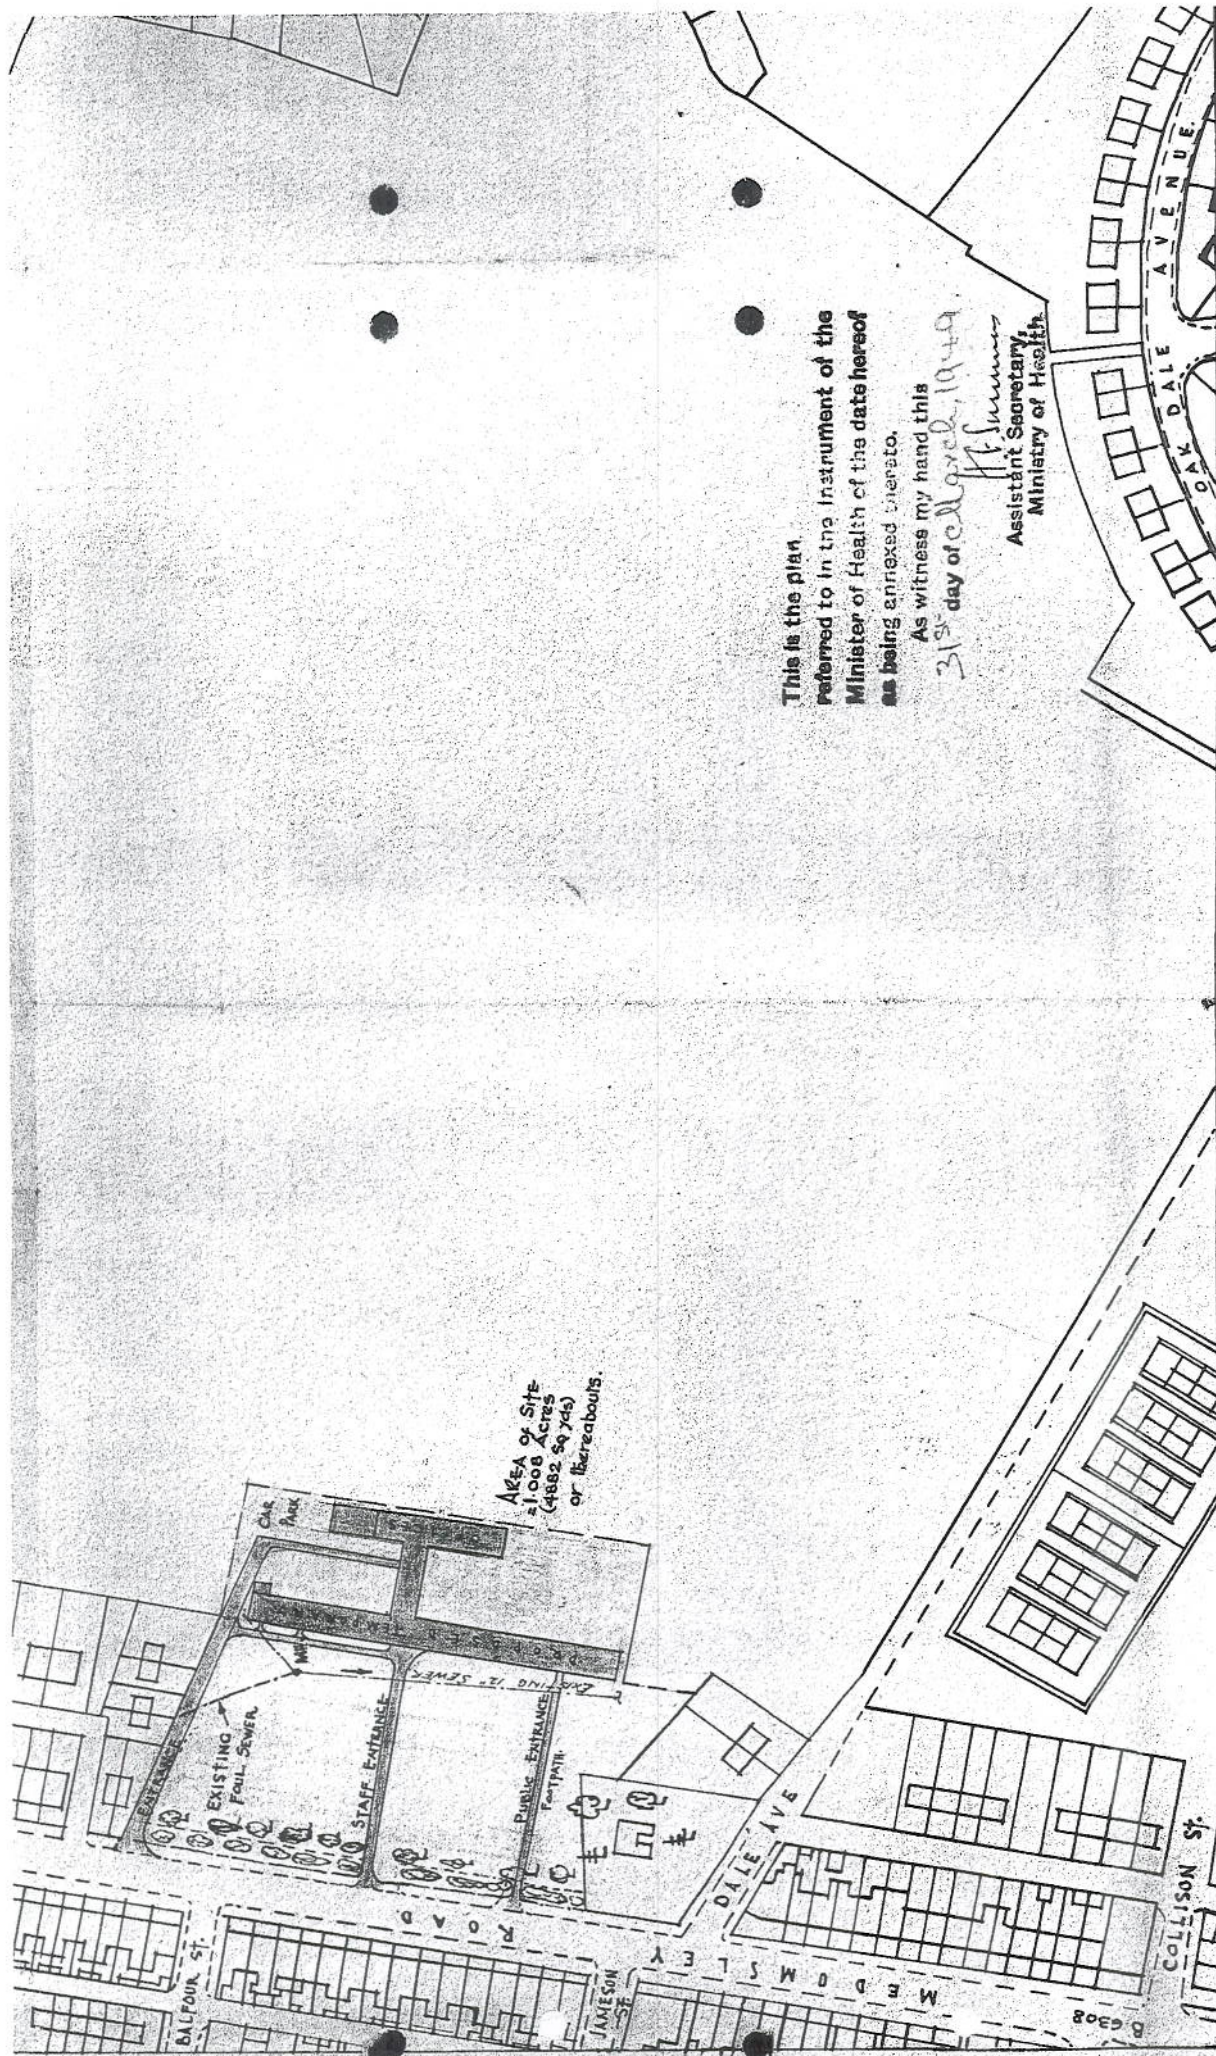 This is the plan
referred to in the Instrument of the
Minister of Health of the date hereof
as being annexed thereto.
As witness my hand this
31st day of March, 1949.
Assistant Secretary,
Ministry of Health
OAK DALE AVENUE.
AREA OF SITE
=1.008 Acres
(4882 Sq Yds)
or thereabouts.
CAR
PARK
ENTRANCE
EXISTING
FOUL SEWER
MH
EXISTING 12" SEWER
STAFF ENTRANCE
PUBLIC ENTRANCE
FOOTPATH.
BALFOUR St.
JAMESON
ST.
MEDOMSLEY ROAD
DALE AVE
COLLISON St.
B 6308